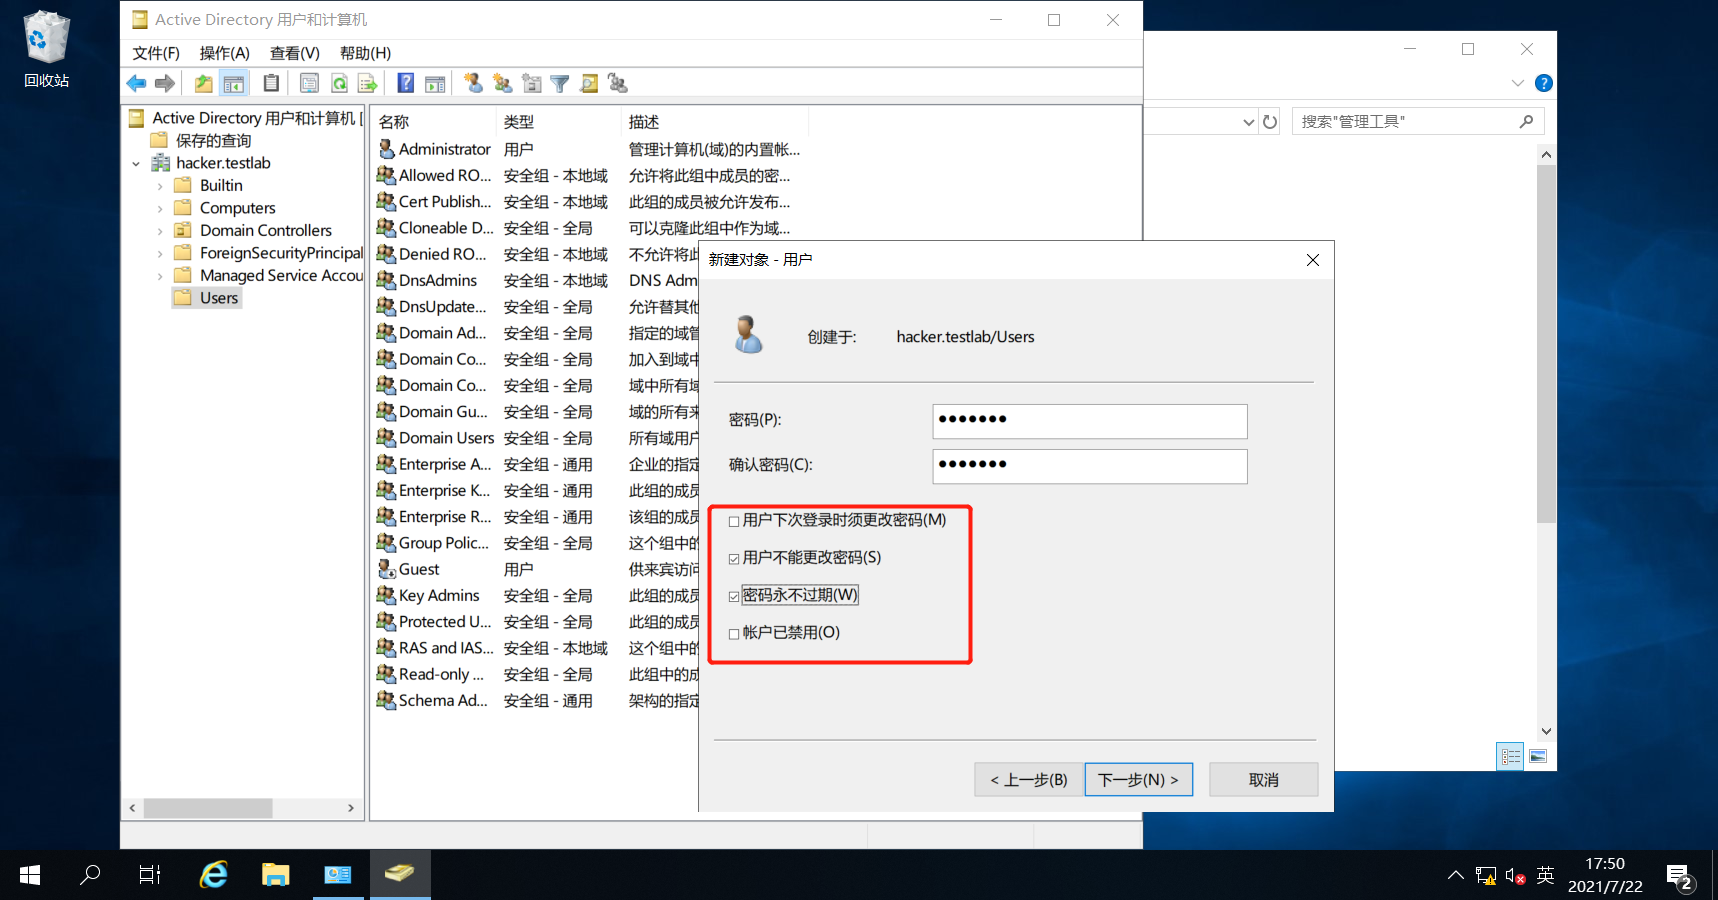 回收站
Active Directory 用户和计算机
文件(F) 操作(A) 查看(V) 帮助(H)
搜索"管理工具"
Active Directory 用户和计算机 [
保存的查询
hacker.testlab
Builtin
Computers
Domain Controllers
ForeignSecurityPrincipal
Managed Service Accou
Users
名称 类型 描述
Administrator 用户 管理计算机(域)的内置帐...
Allowed RO... 安全组 - 本地域 允许将此组中成员的密...
Cert Publish... 安全组 - 本地域 此组的成员被允许发布...
Cloneable D... 安全组 - 全局 可以克隆此组中作为域...
Denied RO... 安全组 - 本地域 不允许将此
DnsAdmins 安全组 - 本地域 DNS Adm
DnsUpdate... 安全组 - 全局 允许替其他
Domain Ad... 安全组 - 全局 指定的域管
Domain Co... 安全组 - 全局 加入到域中
Domain Co... 安全组 - 全局 域中所有域
Domain Gu... 安全组 - 全局 域的所有来
Domain Users 安全组 - 全局 所有域用户
Enterprise A... 安全组 - 通用 企业的指定
Enterprise K... 安全组 - 通用 此组的成员
Enterprise R... 安全组 - 通用 该组的成员
Group Polic... 安全组 - 全局 这个组中的
Guest 用户 供来宾访问
Key Admins 安全组 - 全局 此组的成员
Protected U... 安全组 - 全局 此组的成员
RAS and IAS... 安全组 - 本地域 这个组中的
Read-only ... 安全组 - 全局 此组中的成
Schema Ad... 安全组 - 通用 架构的指定
新建对象 - 用户
创建于: hacker.testlab/Users
密码(P):
确认密码(C):
用户下次登录时须更改密码(M)
用户不能更改密码(S)
密码永不过期(W)
帐户已禁用(O)
< 上一步(B) 下一步(N) > 取消
英
17:50
2021/7/22
2